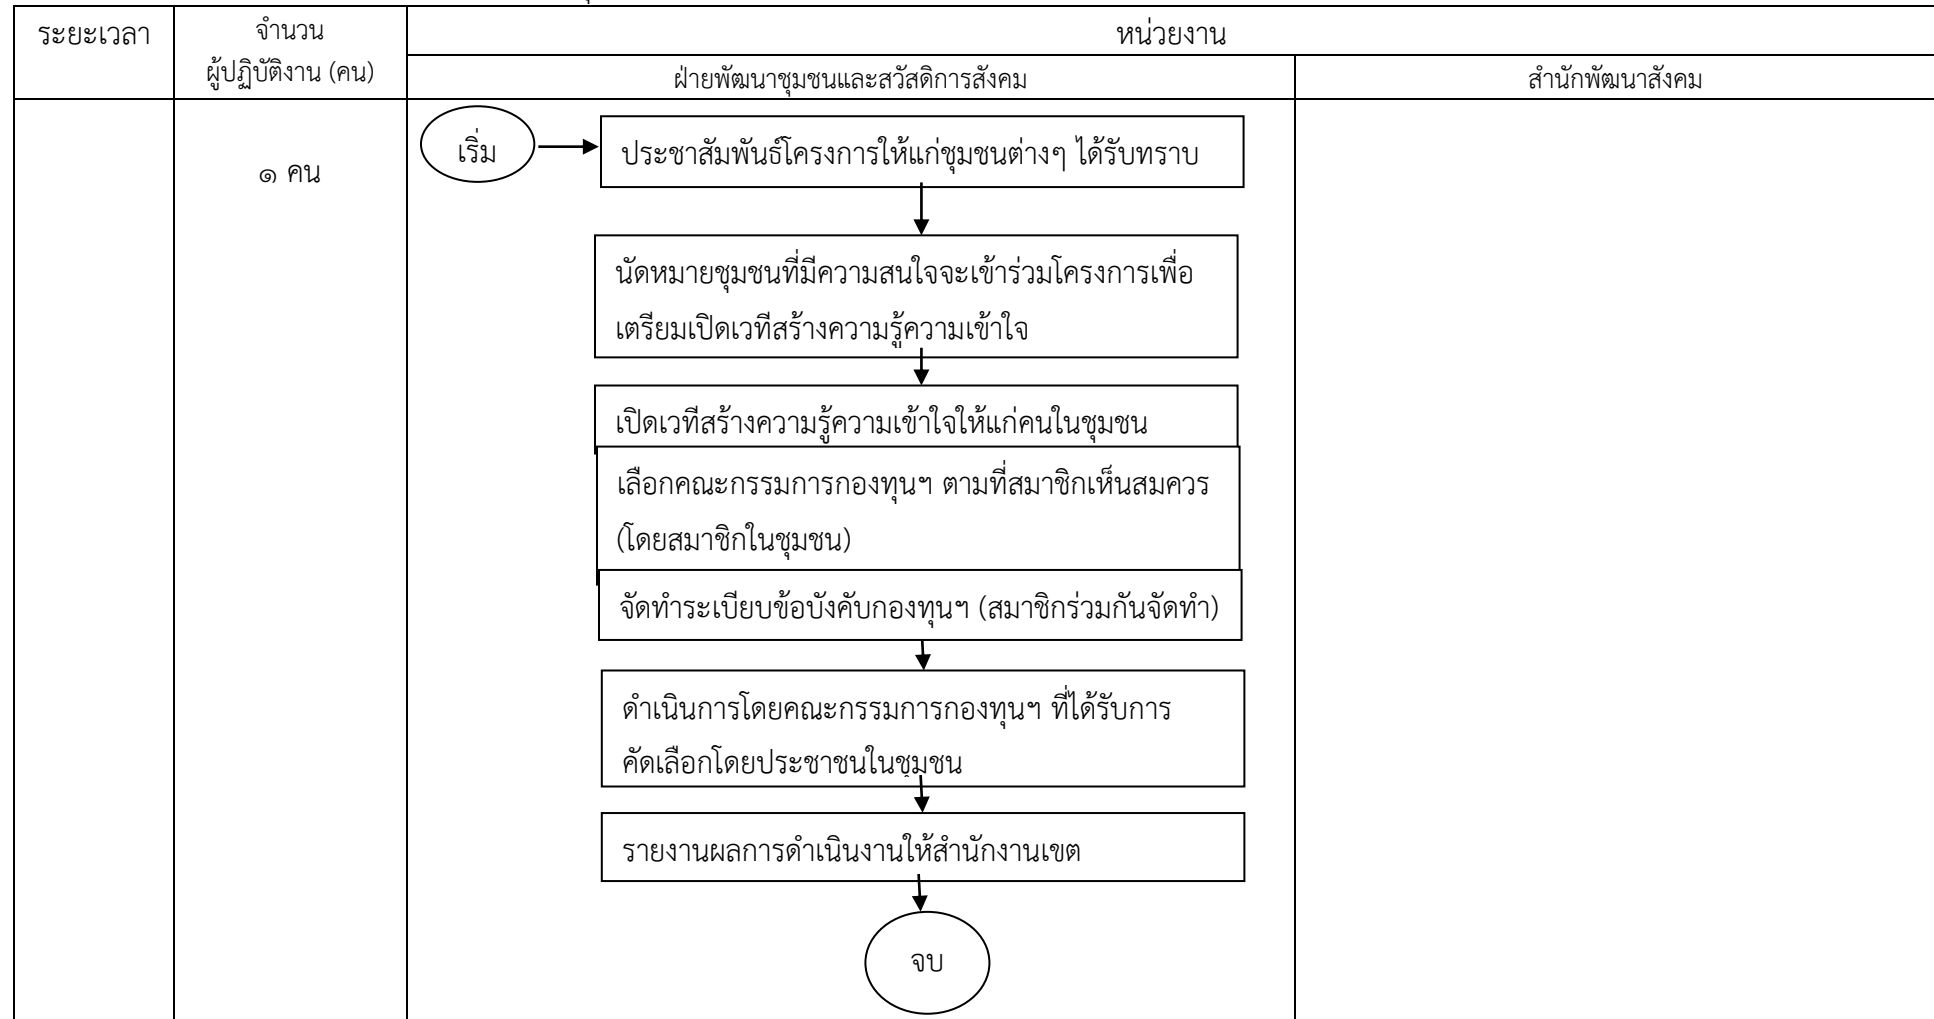 ระยะเวลา
จำนวน
ผู้ปฏิบัติงาน (คน)
หน่วยงาน
ฝ่ายพัฒนาชุมชนและสวัสดิการสังคม
สำนักพัฒนาสังคม
๑ คน
เริ่ม
ประชาสัมพันธ์โครงการให้แก่ชุมชนต่างๆ ได้รับทราบ
นัดหมายชุมชนที่มีความสนใจจะเข้าร่วมโครงการเพื่อ
เตรียมเปิดเวทีสร้างความรู้ความเข้าใจ
เปิดเวทีสร้างความรู้ความเข้าใจให้แก่คนในชุมชน
เลือกคณะกรรมการกองทุนฯ ตามที่สมาชิกเห็นสมควร
(โดยสมาชิกในชุมชน)
จัดทำระเบียบข้อบังคับกองทุนฯ (สมาชิกร่วมกันจัดทำ)
ดำเนินการโดยคณะกรรมการกองทุนฯ ที่ได้รับการ
คัดเลือกโดยประชาชนในชุมชน
รายงานผลการดำเนินงานให้สำนักงานเขต
จบ